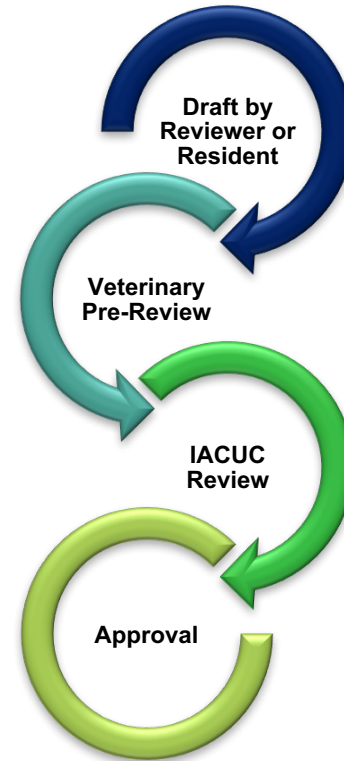 Draft by
Reviewer or
Resident
Veterinary
Pre-Review
IACUC
Review
Approval